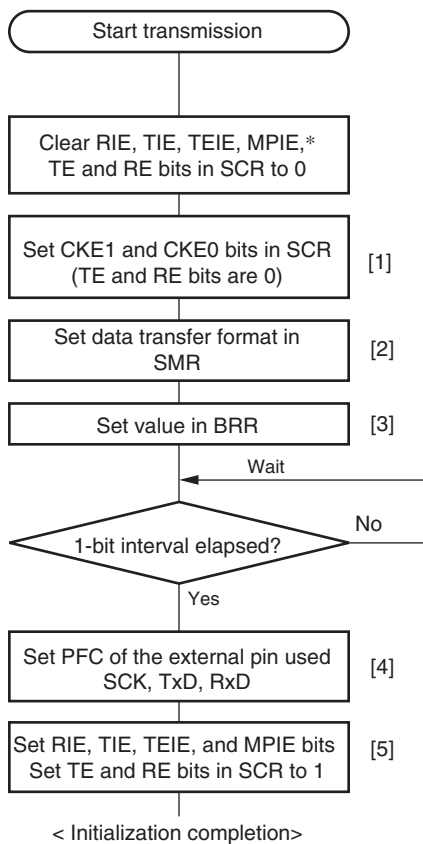 Start transmission
Clear RIE, TIE, TEIE, MPIE,*
TE and RE bits in SCR to 0
Set CKE1 and CKE0 bits in SCR
(TE and RE bits are 0)
[1]
Set data transfer format in
SMR
[2]
Set value in BRR
[3]
Wait
1-bit interval elapsed?
No
Yes
Set PFC of the external pin used
SCK, TxD, RxD
[4]
Set RIE, TIE, TEIE, and MPIE bits
Set TE and RE bits in SCR to 1
[5]
< Initialization completion>